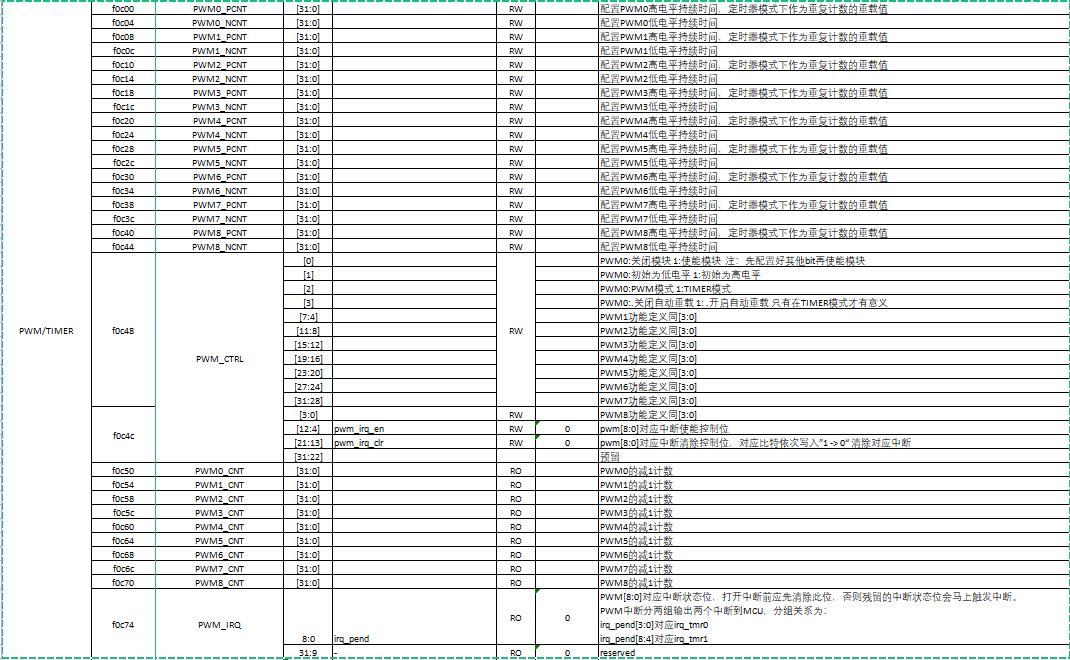 f0c00 PWM0_PCNT [31:0] RW 配置PWM0高电平持续时间，定时器模式下作为重复计数的重载值
f0c04 PWM0_NCNT [31:0] RW 配置PWM0低电平持续时间
f0c08 PWM1_PCNT [31:0] RW 配置PWM1高电平持续时间，定时器模式下作为重复计数的重载值
f0c0c PWM1_NCNT [31:0] RW 配置PWM1低电平持续时间
f0c10 PWM2_PCNT [31:0] RW 配置PWM2高电平持续时间，定时器模式下作为重复计数的重载值
f0c14 PWM2_NCNT [31:0] RW 配置PWM2低电平持续时间
f0c18 PWM3_PCNT [31:0] RW 配置PWM3高电平持续时间，定时器模式下作为重复计数的重载值
f0c1c PWM3_NCNT [31:0] RW 配置PWM3低电平持续时间
f0c20 PWM4_PCNT [31:0] RW 配置PWM4高电平持续时间，定时器模式下作为重复计数的重载值
f0c24 PWM4_NCNT [31:0] RW 配置PWM4低电平持续时间
f0c28 PWM5_PCNT [31:0] RW 配置PWM5高电平持续时间，定时器模式下作为重复计数的重载值
f0c2c PWM5_NCNT [31:0] RW 配置PWM5低电平持续时间
f0c30 PWM6_PCNT [31:0] RW 配置PWM6高电平持续时间，定时器模式下作为重复计数的重载值
f0c34 PWM6_NCNT [31:0] RW 配置PWM6低电平持续时间
f0c38 PWM7_PCNT [31:0] RW 配置PWM7高电平持续时间，定时器模式下作为重复计数的重载值
f0c3c PWM7_NCNT [31:0] RW 配置PWM7低电平持续时间
f0c40 PWM8_PCNT [31:0] RW 配置PWM8高电平持续时间，定时器模式下作为重复计数的重载值
f0c44 PWM8_NCNT [31:0] RW 配置PWM8低电平持续时间
[0] PWM0:关闭模块 1:使能模块 注：先配置好其他bit再使能模块
[1] PWM0:初始为低电平 1:初始为高电平
[2] PWM0:PWM模式 1:TIMER模式
[3] PWM0:.关闭自动重载 1: .开启自动重载 只有在TIMER模式才有意义
[7:4] PWM1功能定义同[3:0]
PWM/TIMER f0c48 [11:8] RW PWM2功能定义同[3:0]
[15:12] PWM3功能定义同[3:0]
PWM_CTRL [19:16] PWM4功能定义同[3:0]
[23:20] PWM5功能定义同[3:0]
[27:24] PWM6功能定义同[3:0]
[31:28] PWM7功能定义同[3:0]
[3:0] RW PWM8功能定义同[3:0]
f0c4c [12:4] pwm_irq_en RW 0 pwm[8:0]对应中断使能控制位
[21:13] pwm_irq_clr RW 0 pwm[8:0]对应中断清除控制位，对应比特依次写入"1 -> 0" 清除对应中断
[31:22] 预留
f0c50 PWM0_CNT [31:0] RO PWM0的减1计数
f0c54 PWM1_CNT [31:0] RO PWM1的减1计数
f0c58 PWM2_CNT [31:0] RO PWM2的减1计数
f0c5c PWM3_CNT [31:0] RO PWM3的减1计数
f0c60 PWM4_CNT [31:0] RO PWM4的减1计数
f0c64 PWM5_CNT [31:0] RO PWM5的减1计数
f0c68 PWM6_CNT [31:0] RO PWM6的减1计数
f0c6c PWM7_CNT [31:0] RO PWM7的减1计数
f0c70 PWM8_CNT [31:0] RO PWM8的减1计数
f0c74 PWM_IRQ 8:0 irq_pend RO 0 PWM[8:0]对应中断状态位，打开中断前应先清除此位，否则残留的中断状态位会马上触发中断。
PWM中断分两组输出两个中断到MCU，分组关系为：
irq_pend[3:0]对应irq_tmr0
irq_pend[8:4]对应irq_tmr1
31:9 - RO 0 reserved